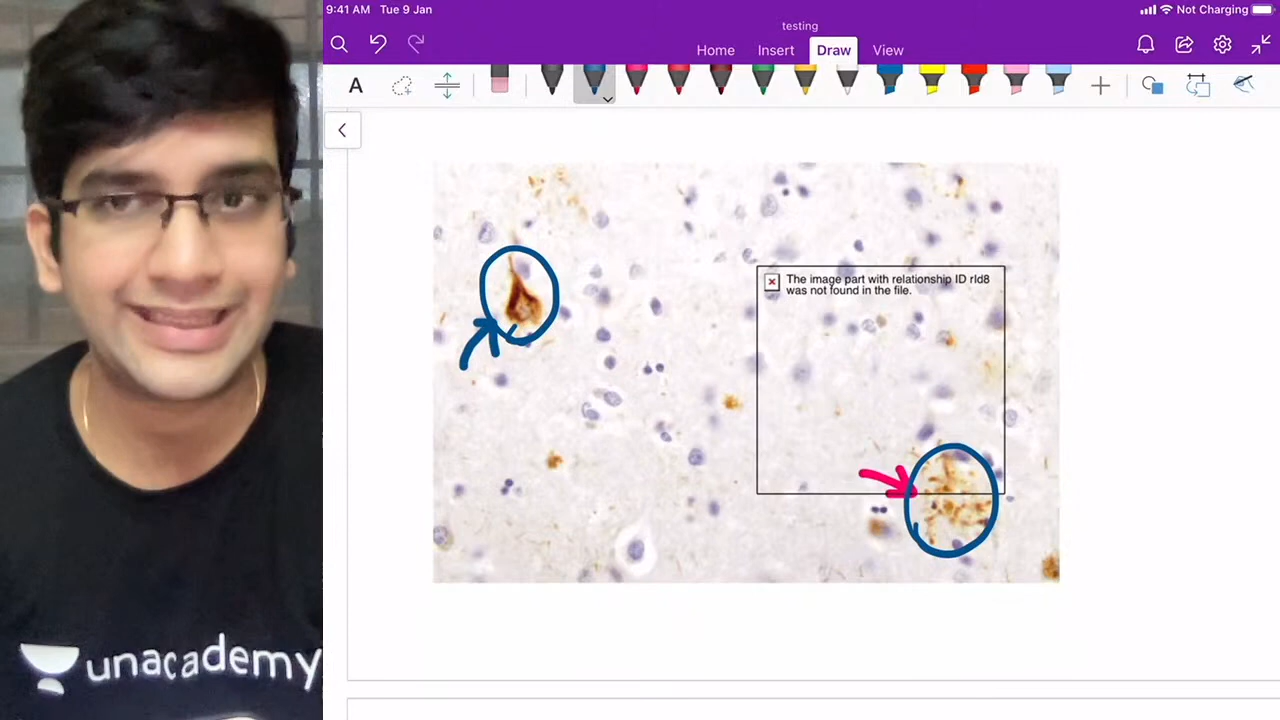 9:41 AM Tue 9 Jan
Not Charging
testing
Home Insert Draw View
A
The image part with relationship ID rId8
was not found in the file.
unacademy